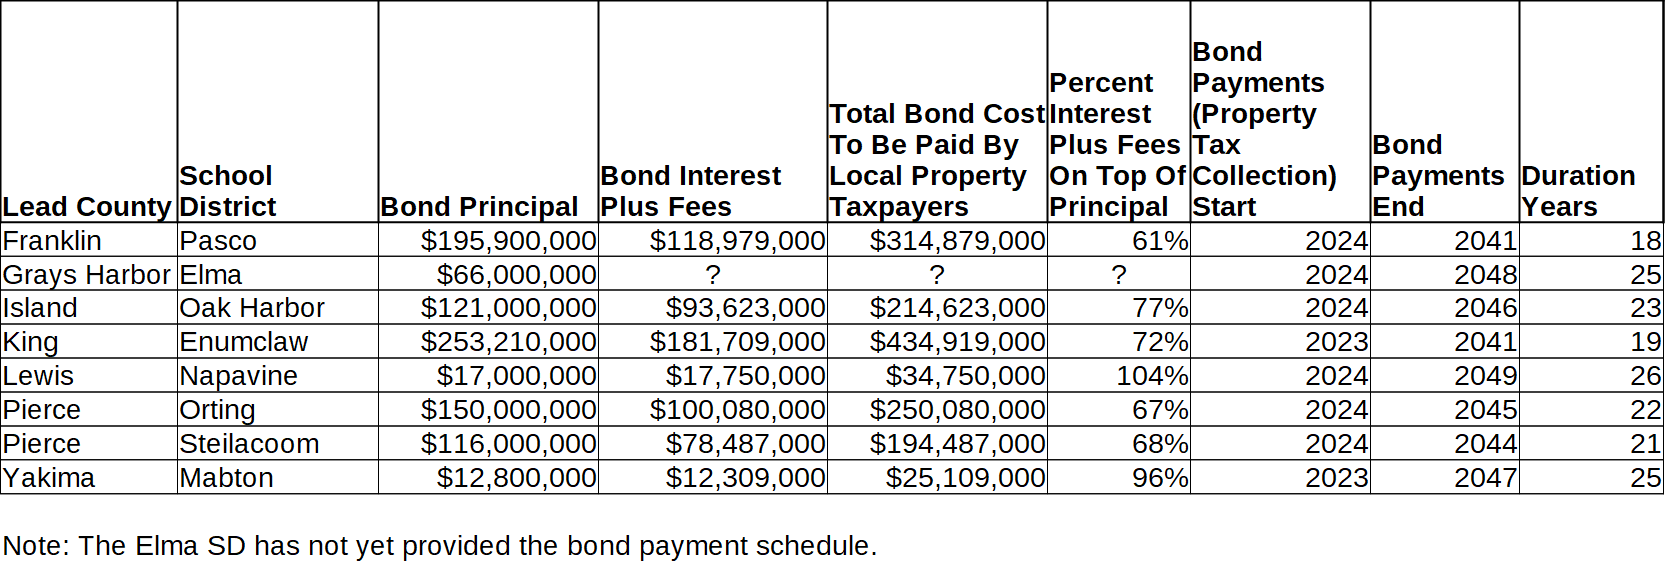 Lead County | School District | Bond Principal | Bond Interest Plus Fees | Total Bond Cost To Be Paid By Local Property Taxpayers | Percent Interest Plus Fees On Top Of Principal | Bond Payments (Property Tax Collection) Start | Bond Payments End | Duration Years
Franklin | Pasco | $195,900,000 | $118,979,000 | $314,879,000 | 61% | 2024 | 2041 | 18
Grays Harbor | Elma | $66,000,000 | ? | ? | ? | 2024 | 2048 | 25
Island | Oak Harbor | $121,000,000 | $93,623,000 | $214,623,000 | 77% | 2024 | 2046 | 23
King | Enumclaw | $253,210,000 | $181,709,000 | $434,919,000 | 72% | 2023 | 2041 | 19
Lewis | Napavine | $17,000,000 | $17,750,000 | $34,750,000 | 104% | 2024 | 2049 | 26
Pierce | Orting | $150,000,000 | $100,080,000 | $250,080,000 | 67% | 2024 | 2045 | 22
Pierce | Steilacoom | $116,000,000 | $78,487,000 | $194,487,000 | 68% | 2024 | 2044 | 21
Yakima | Mabton | $12,800,000 | $12,309,000 | $25,109,000 | 96% | 2023 | 2047 | 25
Note: The Elma SD has not yet provided the bond payment schedule.